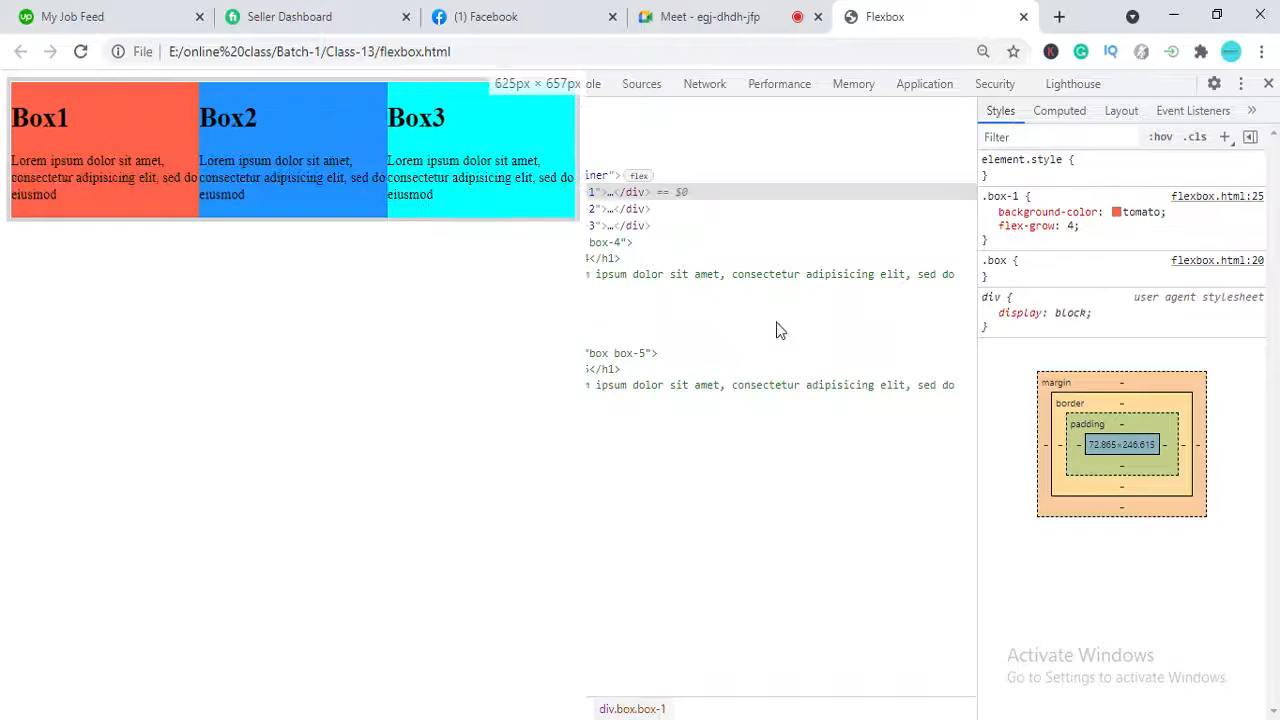 My Job Feed
Seller Dashboard
(1) Facebook
Meet - egj-dhdh-jfp
Flexbox
File
E:/online%20class/Batch-1/Class-13/flexbox.html
Box1
Lorem ipsum dolor sit amet,
consectetur adipisicing elit, sed do
eiusmod
Box2
Lorem ipsum dolor sit amet,
consectetur adipisicing elit, sed do
eiusmod
Box3
Lorem ipsum dolor sit amet,
consectetur adipisicing elit, sed do
eiusmod
625px × 657px
Sources
Network
Performance
Memory
Application
Security
Lighthouse
iner">
flex
1">…</div> == $0
2">…</div>
3">…</div>
box-4">
</h1>
ipsum dolor sit amet, consectetur adipisicing elit, sed do
"box box-5">
</h1>
ipsum dolor sit amet, consectetur adipisicing elit, sed do
div.box.box-1
Styles
Computed
Layout
Event Listeners
»
Filter
:hov .cls
element.style {
}
.box-1 {
flexbox.html:25
background-color: tomato;
flex-grow: 4;
}
.box {
flexbox.html:20
}
div {
user agent stylesheet
display: block;
}
margin
-
border
-
padding
-
- - - 72.865×246.615 - - -
-
-
-
Activate Windows
Go to Settings to activate Windows.